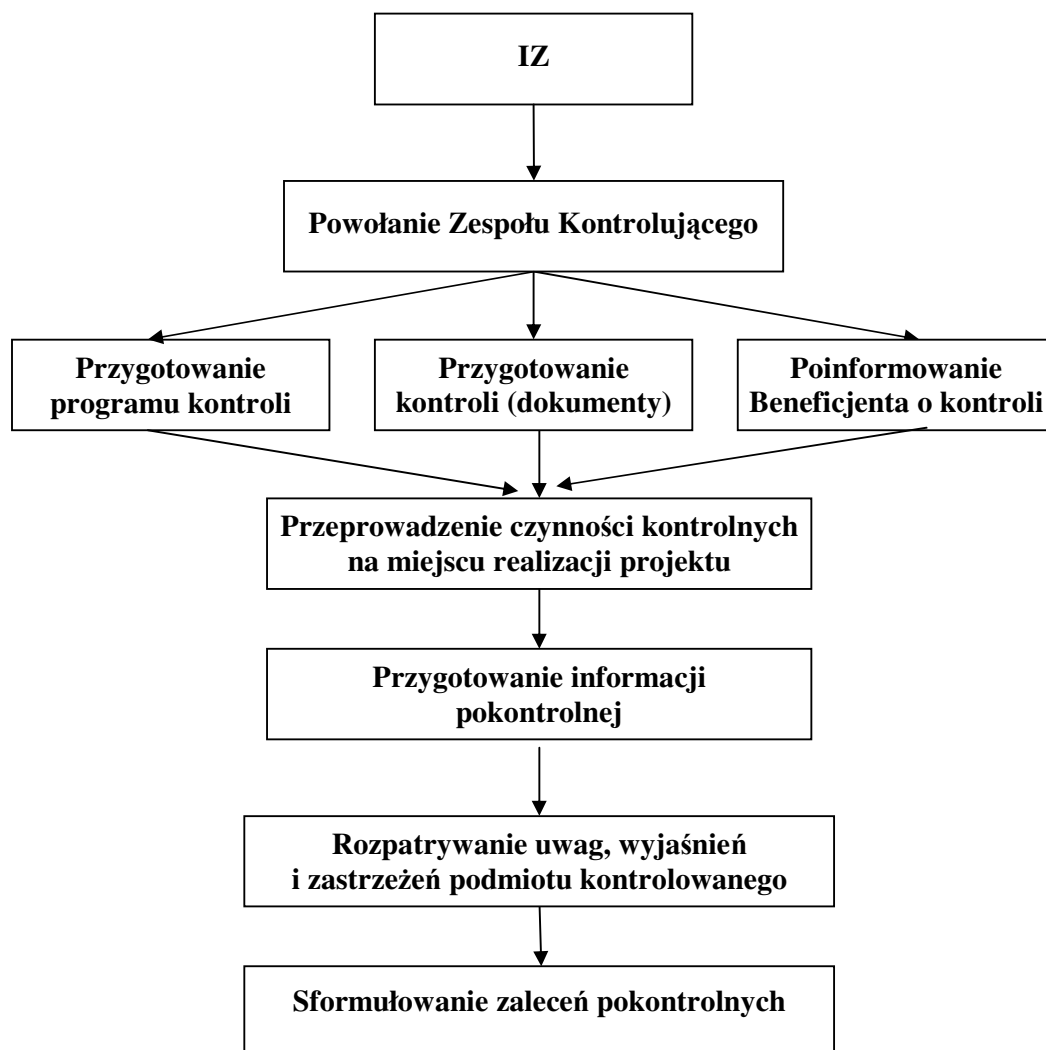 IZ
Powołanie Zespołu Kontrolującego
Przygotowanie
programu kontroli
Przygotowanie
kontroli (dokumenty)
Poinformowanie
Beneficjenta o kontroli
Przeprowadzenie czynności kontrolnych
na miejscu realizacji projektu
Przygotowanie informacji
pokontrolnej
Rozpatrywanie uwag, wyjaśnień
i zastrzeżeń podmiotu kontrolowanego
Sformułowanie zaleceń pokontrolnych